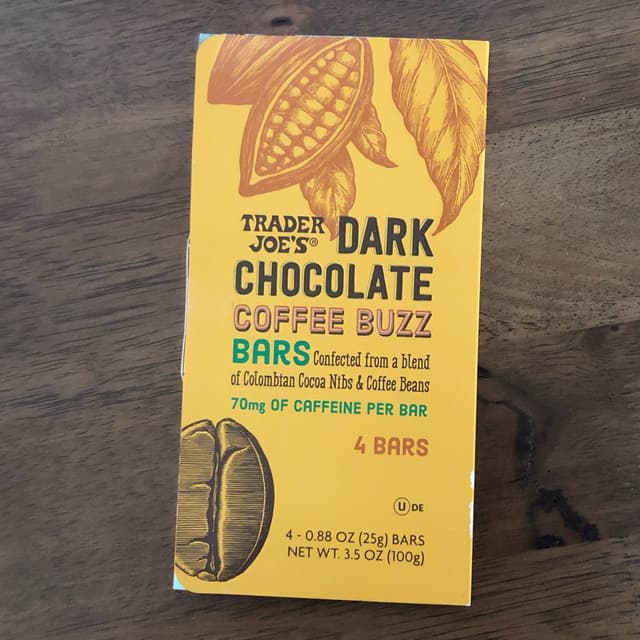 TRADER JOE'S® DARK
CHOCOLATE
COFFEE BUZZ
BARS Confected from a blend
of Colombian Cocoa Nibs & Coffee Beans
70mg OF CAFFEINE PER BAR
4 BARS
U DE
4 - 0.88 OZ (25g) BARS
NET WT. 3.5 OZ (100g)